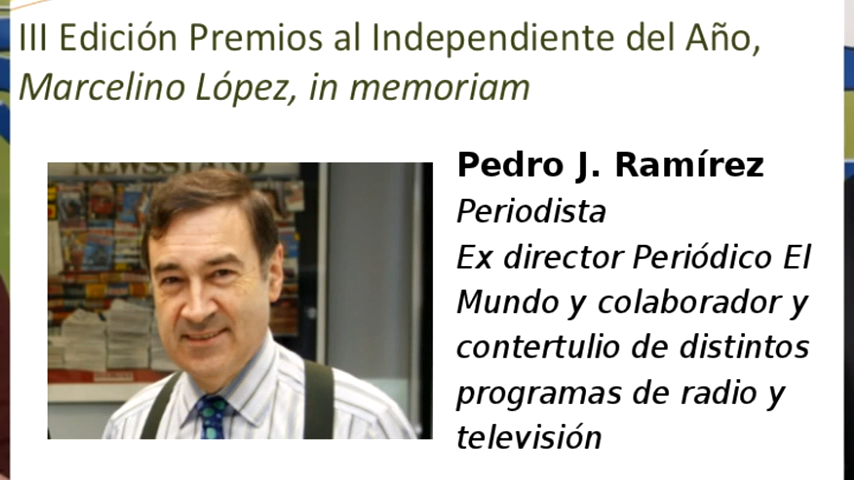 III Edición Premios al Independiente del Año,
Marcelino López, in memoriam
NEWSSTAND
Pedro J. Ramírez
Periodista
Ex director Periódico El
Mundo y colaborador y
contertulio de distintos
programas de radio y
televisión